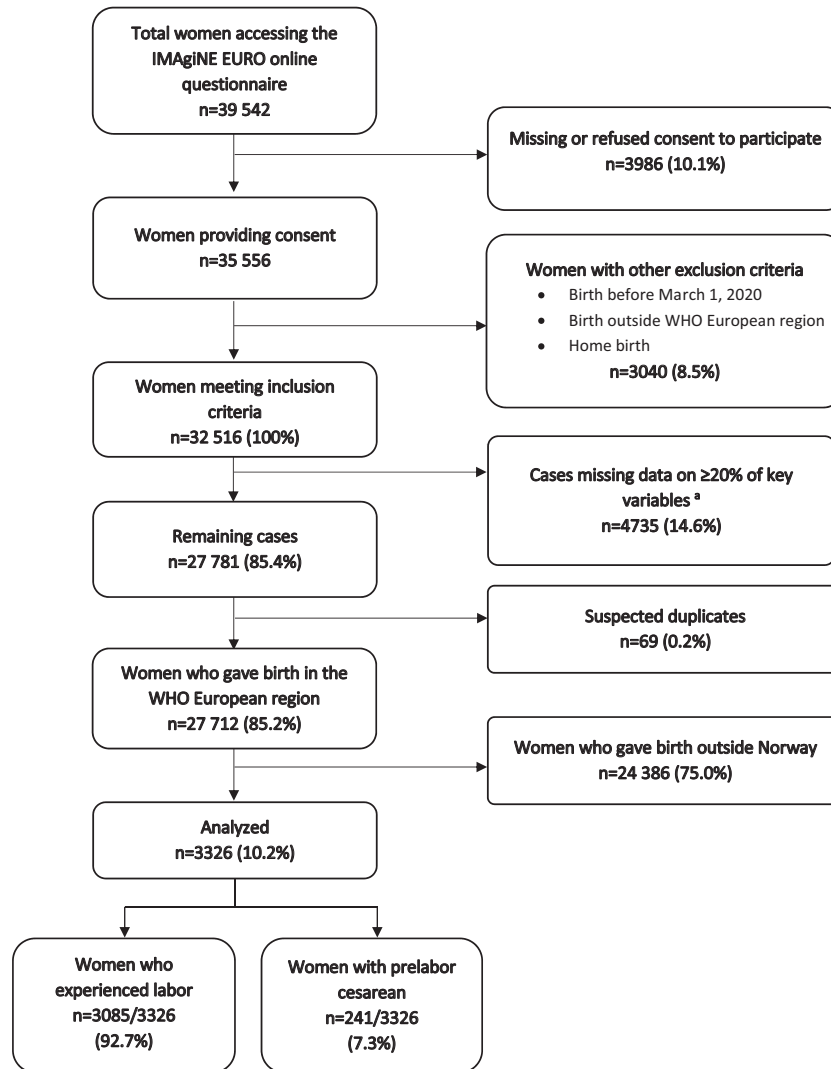 Total women accessing the
IMAgiNE EURO online
questionnaire
n=39 542
Missing or refused consent to participate
n=3986 (10.1%)
Women providing consent
n=35 556
Women with other exclusion criteria
• Birth before March 1, 2020
• Birth outside WHO European region
• Home birth
n=3040 (8.5%)
Women meeting inclusion
criteria
n=32 516 (100%)
Cases missing data on ≥20% of key
variables ª
n=4735 (14.6%)
Remaining cases
n=27 781 (85.4%)
Suspected duplicates
n=69 (0.2%)
Women who gave birth in the
WHO European region
n=27 712 (85.2%)
Women who gave birth outside Norway
n=24 386 (75.0%)
Analyzed
n=3326 (10.2%)
Women who
experienced labor
n=3085/3326
(92.7%)
Women with prelabor
cesarean
n=241/3326
(7.3%)